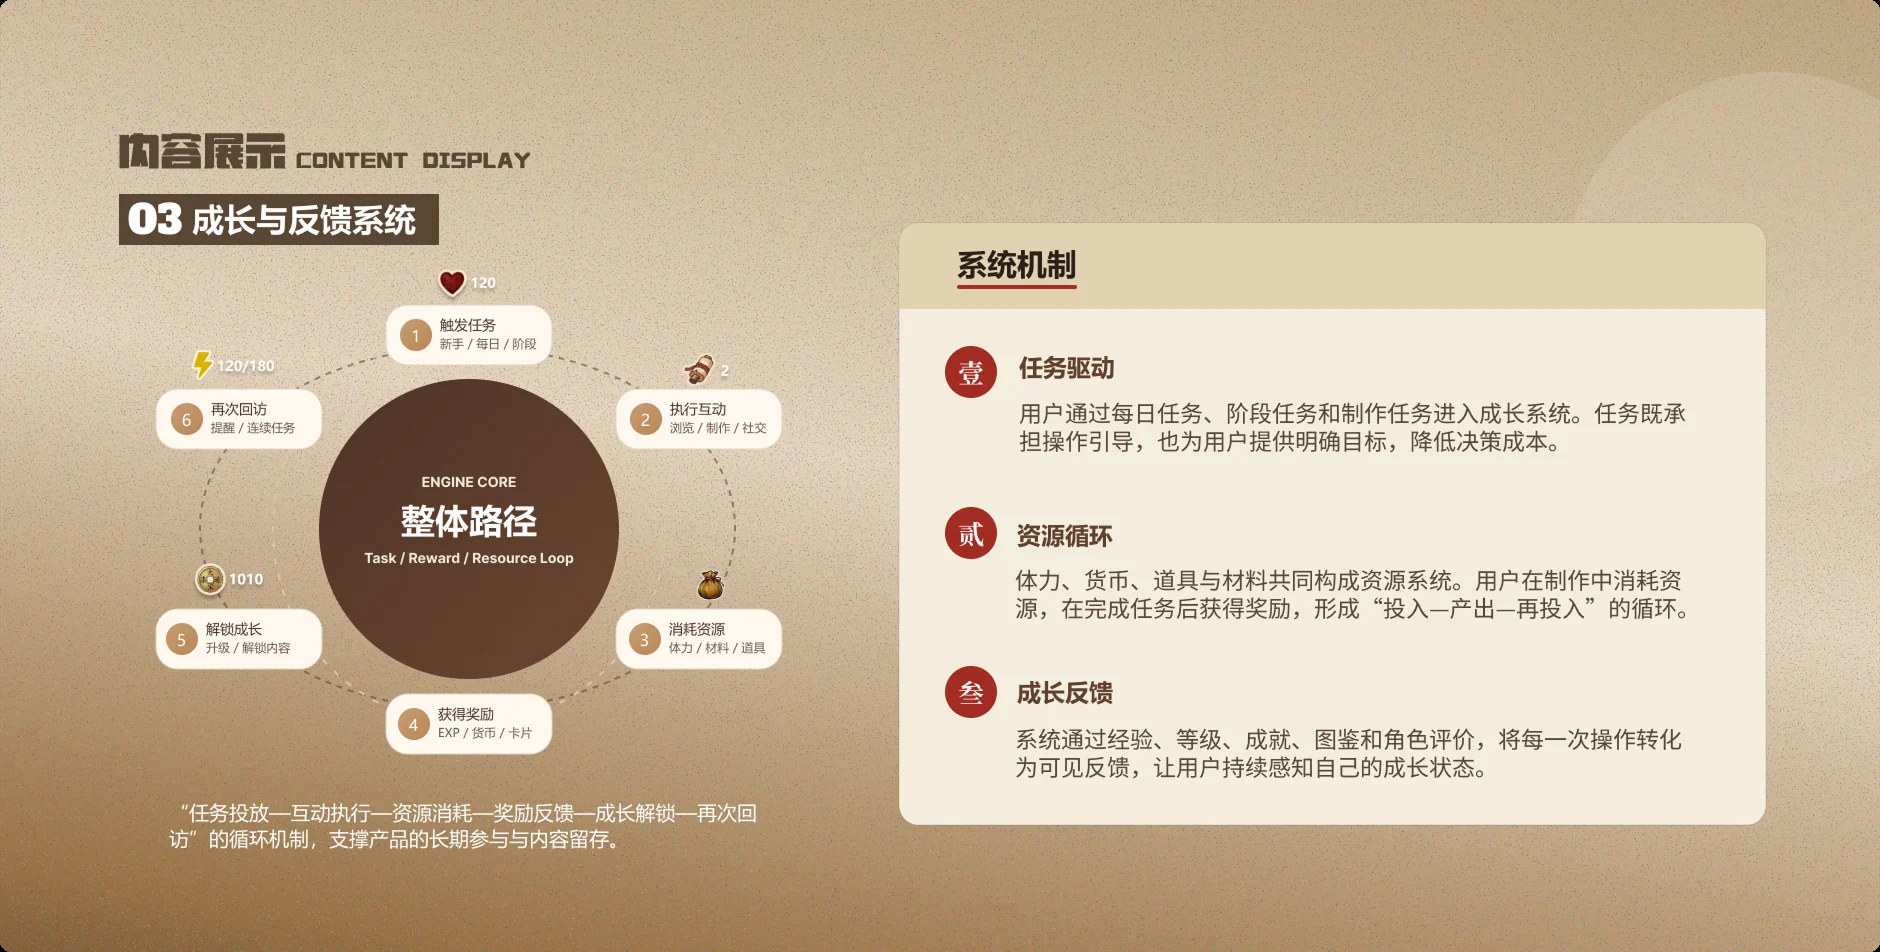 内容展示 CONTENT DISPLAY
03 成长与反馈系统
120
1 触发任务
新手 / 每日 / 阶段
120/180
6 再次回访
提醒 / 连续任务
2
2 执行互动
浏览 / 制作 / 社交
ENGINE CORE
整体路径
Task / Reward / Resource Loop
1010
5 解锁成长
升级 / 解锁内容
3 消耗资源
体力 / 材料 / 道具
4 获得奖励
EXP / 货币 / 卡片
“任务投放—互动执行—资源消耗—奖励反馈—成长解锁—再次回
访”的循环机制，支撑产品的长期参与与内容留存。
系统机制
壹 任务驱动
用户通过每日任务、阶段任务和制作任务进入成长系统。任务既承
担操作引导，也为用户提供明确目标，降低决策成本。
贰 资源循环
体力、货币、道具与材料共同构成资源系统。用户在制作中消耗资
源，在完成任务后获得奖励，形成“投入—产出—再投入”的循环。
叁 成长反馈
系统通过经验、等级、成就、图鉴和角色评价，将每一次操作转化
为可见反馈，让用户持续感知自己的成长状态。